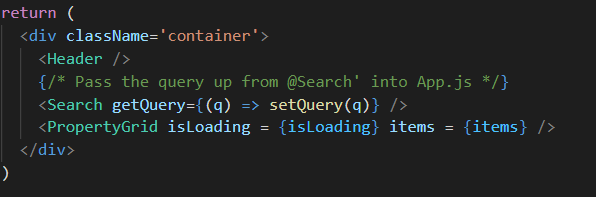 return (
<div className='container'>
<Header />
{/* Pass the query up from @Search' into App.js */}
<Search getQuery={(q) => setQuery(q)} />
<PropertyGrid isLoading = {isLoading} items = {items} />
</div>
)